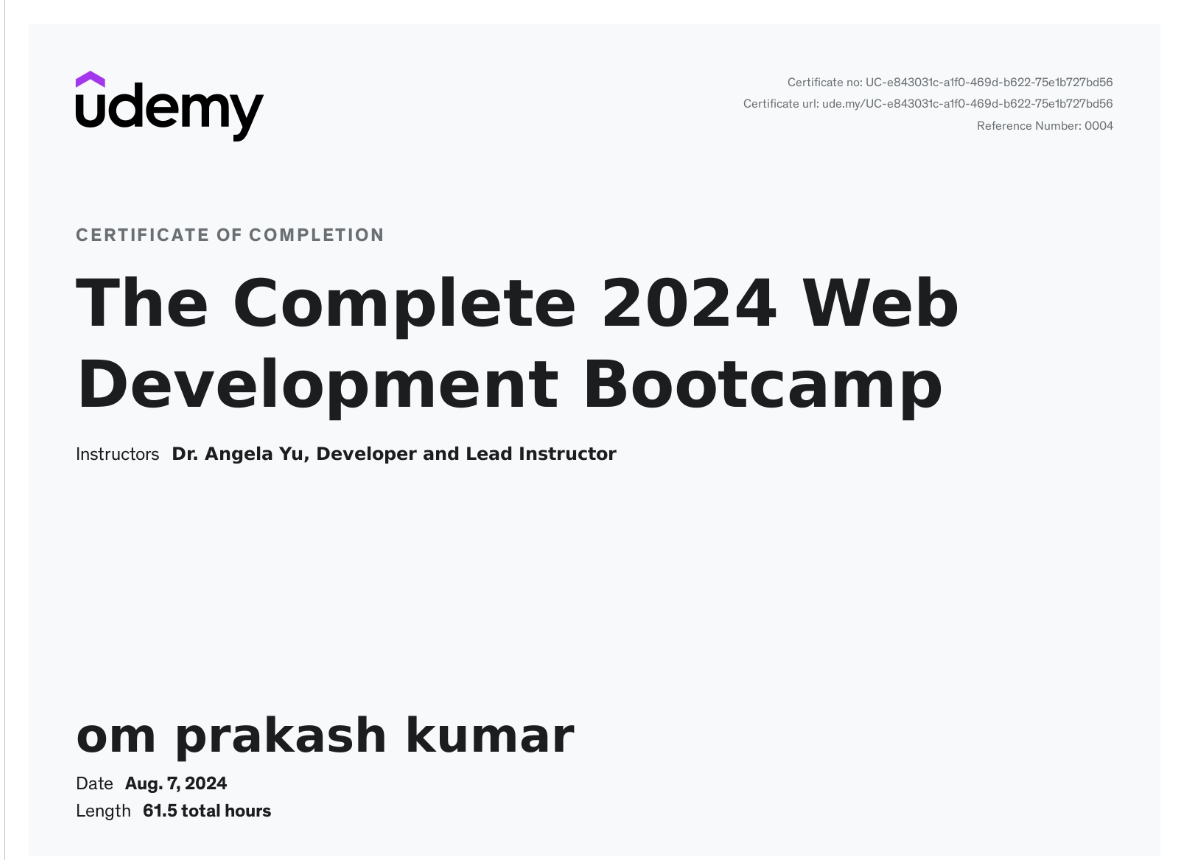 udemy
Certificate no: UC-e843031c-a1f0-469d-b622-75e1b727bd56
Certificate url: ude.my/UC-e843031c-a1f0-469d-b622-75e1b727bd56
Reference Number: 0004
CERTIFICATE OF COMPLETION
The Complete 2024 Web
Development Bootcamp
Instructors Dr. Angela Yu, Developer and Lead Instructor
om prakash kumar
Date Aug. 7, 2024
Length 61.5 total hours